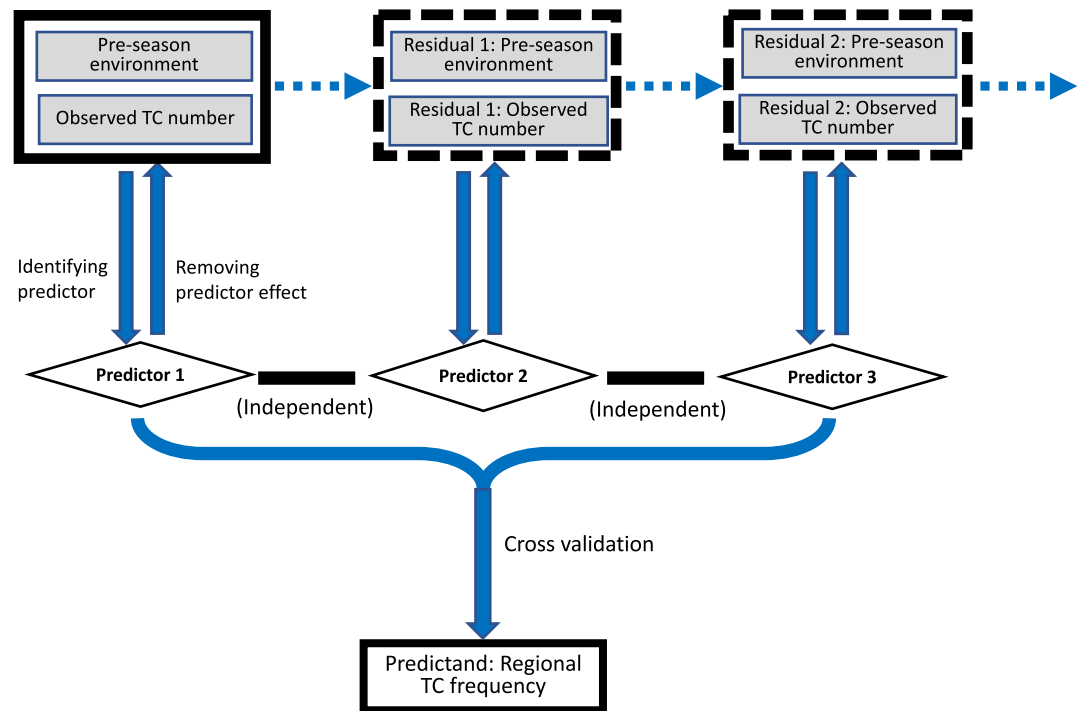 Pre-season
environment
Observed TC number
Residual 1: Pre-season
environment
Residual 1: Observed
TC number
Residual 2: Pre-season
environment
Residual 2: Observed
TC number
Identifying
predictor
Removing
predictor effect
Predictor 1
(Independent)
Predictor 2
(Independent)
Predictor 3
Cross validation
Predictand: Regional
TC frequency